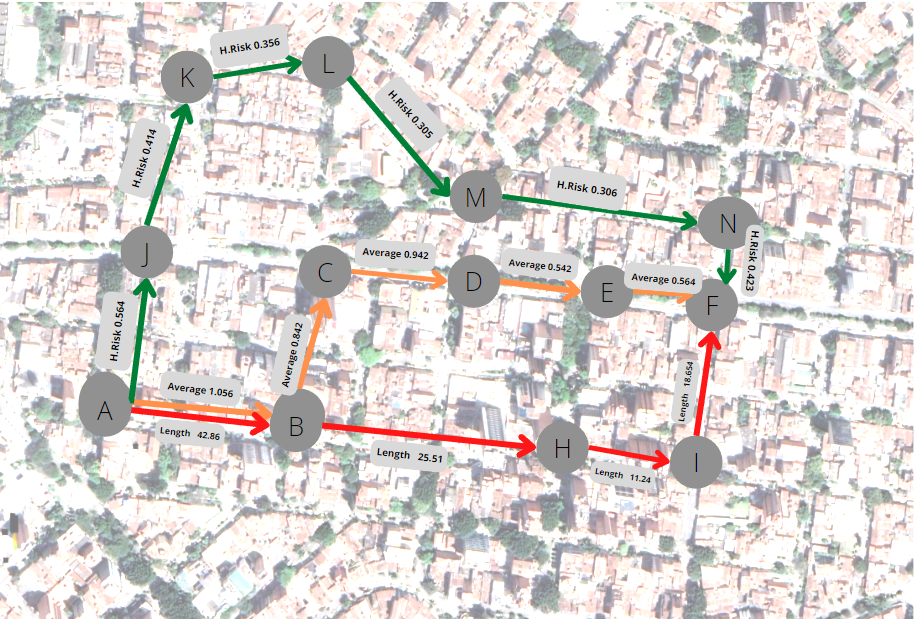 H.Risk 0.356
K
L
H.Risk 0.305
H.Risk 0.414
H.Risk 0.306
M
N
J
H.Risk 0.423
Average 0.942
Average 0.542
C
D
E
Average 0.564
F
H.Risk 0.564
Average 0.842
Average 1.056
A
B
Length 42.86
Length 25.51
H
Length 11.24
I
Length 18.654